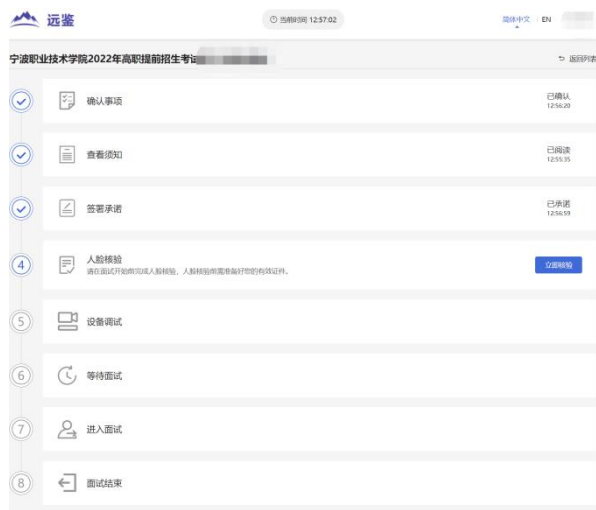 远鉴
当前时间 12:57:02
简体中文 EN
宁波职业技术学院2022年高职提前招生考试
返回列表
确认事项
已确认
12:56:20
查看须知
已阅读
12:55:35
签署承诺
已承诺
12:56:59
4
人脸核验
请在面试开始前完成人脸核验，人脸核验前需准备好您的有效证件。
立即核验
5
设备调试
6
等待面试
7
进入面试
8
面试结束